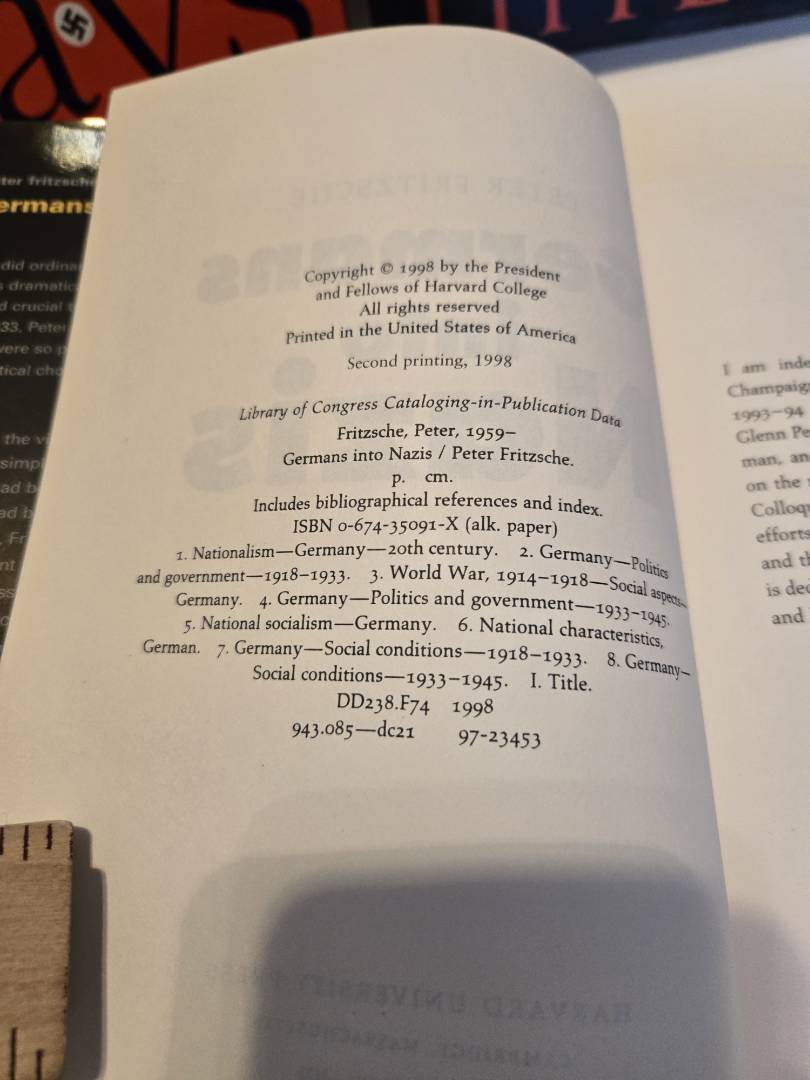 ter fritzsche
ermans
did ordina
dramatic
d crucial
33, Peter
vere so p
tical cho
the v
simp
ad b
ad b
Fr
nt
Copyright © 1998 by the President
and Fellows of Harvard College
All rights reserved
Printed in the United States of America
Second printing, 1998
Library of Congress Cataloging-in-Publication Data
Fritzsche, Peter, 1959–
Germans into Nazis / Peter Fritzsche.
p. cm.
Includes bibliographical references and index.
ISBN 0-674-35091-X (alk. paper)
1. Nationalism—Germany—20th century. 2. Germany—Politics
and government—1918–1933. 3. World War, 1914–1918—Social aspects—
Germany. 4. Germany—Politics and government—1933–1945.
5. National socialism—Germany. 6. National characteristics,
German. 7. Germany—Social conditions—1918–1933. 8. Germany—
Social conditions—1933–1945. I. Title.
DD238.F74 1998
943.085—dc21 97-23453
I am inde
Champaig
1993–94
Glenn Pe
man, an
on the
Colloq
efforts
and th
is ded
and